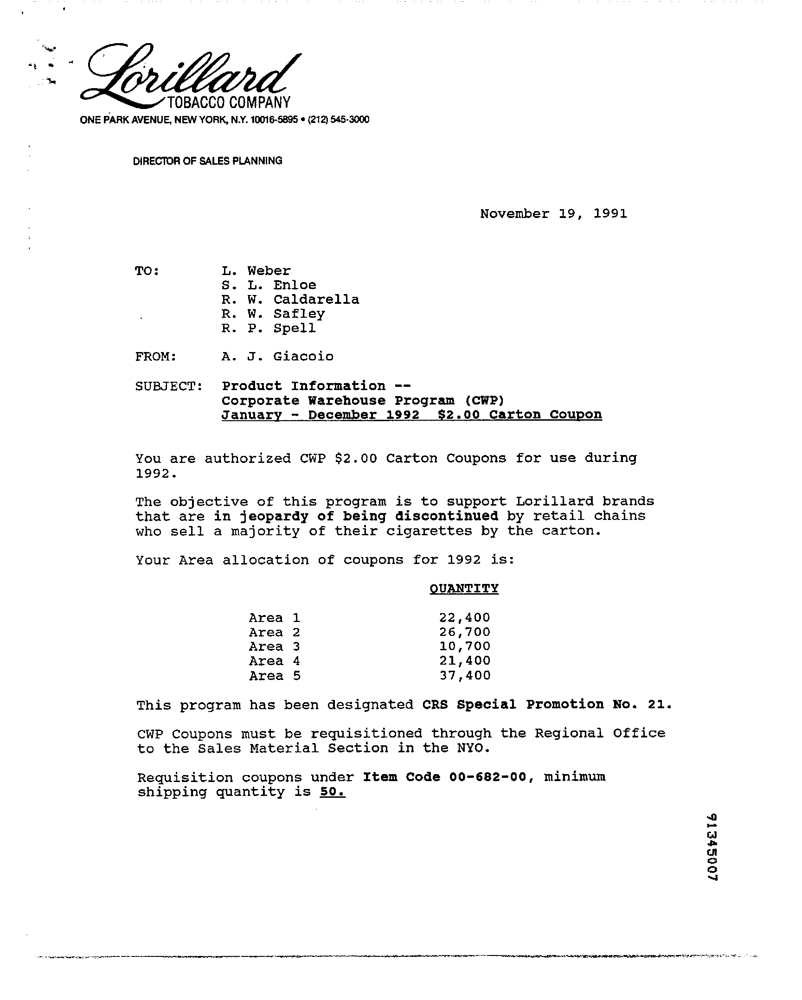 Lorillard
TOBACCO COMPANY
ONE PARK AVENUE, NEW YORK, N.Y. 10016-5895 • (212) 545-3000
DIRECTOR OF SALES PLANNING
November 19, 1991
TO: L. Weber
S. L. Enloe
R. W. Caldarella
R. W. Safley
R. P. Spell
FROM: A. J. Giacoio
SUBJECT: Product Information --
Corporate Warehouse Program (CWP)
January - December 1992 $2.00 Carton Coupon
You are authorized CWP $2.00 Carton Coupons for use during
1992.
The objective of this program is to support Lorillard brands
that are in jeopardy of being discontinued by retail chains
who sell a majority of their cigarettes by the carton.
Your Area allocation of coupons for 1992 is:
QUANTITY
Area 1 22,400
Area 2 26,700
Area 3 10,700
Area 4 21,400
Area 5 37,400
This program has been designated CRS Special Promotion No. 21.
CWP Coupons must be requisitioned through the Regional Office
to the Sales Material Section in the NYO.
Requisition coupons under Item Code 00-682-00, minimum
shipping quantity is 50.
91345007